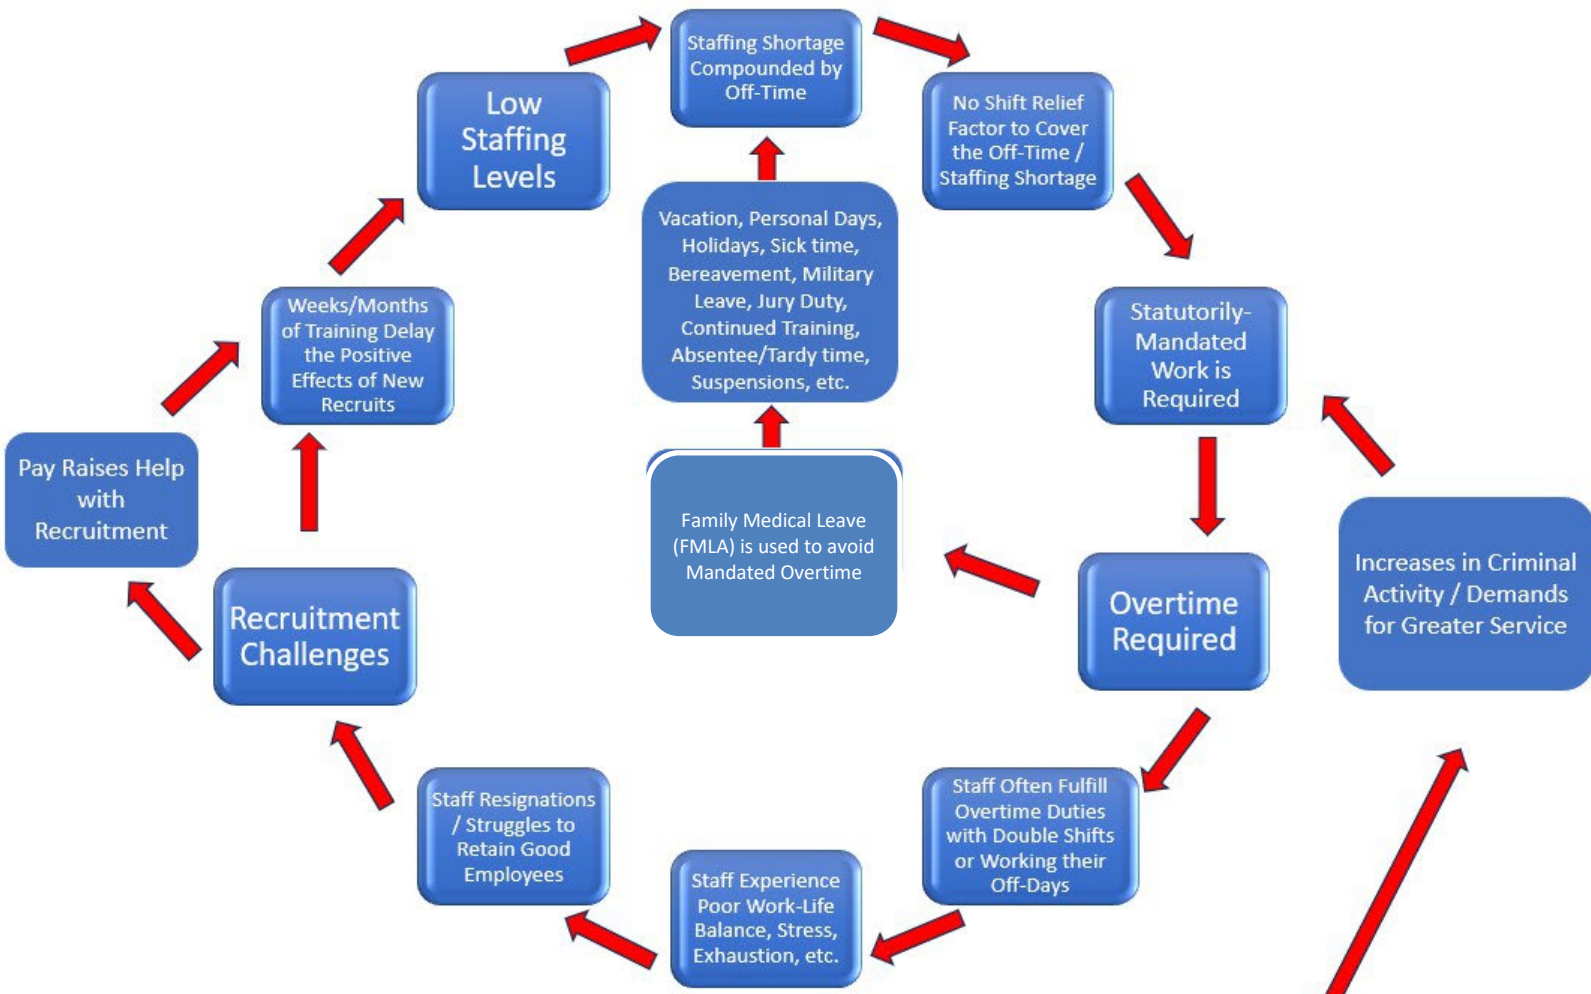 Staffing Shortage
Compounded by
Off-Time
No Shift Relief
Factor to Cover
the Off-Time /
Staffing Shortage
Statutorily-
Mandated
Work is
Required
Increases in Criminal
Activity / Demands
for Greater Service
Overtime
Required
Staff Often Fulfill
Overtime Duties
with Double Shifts
or Working their
Off-Days
Staff Experience
Poor Work-Life
Balance, Stress,
Exhaustion, etc.
Staff Resignations
/ Struggles to
Retain Good
Employees
Recruitment
Challenges
Pay Raises Help
with
Recruitment
Weeks/Months
of Training Delay
the Positive
Effects of New
Recruits
Low
Staffing
Levels
Vacation, Personal Days,
Holidays, Sick time,
Bereavement, Military
Leave, Jury Duty,
Continued Training,
Absentee/Tardy time,
Suspensions, etc.
Family Medical Leave
(FMLA) is used to avoid
Mandated Overtime